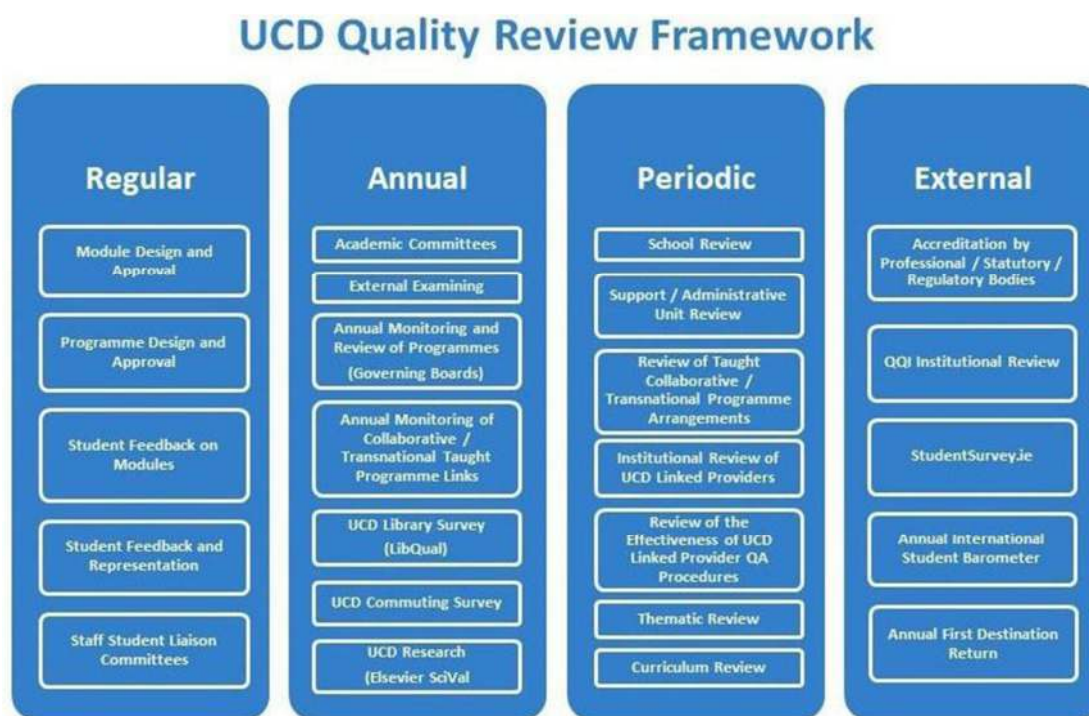 UCD Quality Review Framework
Regular
Module Design and
Approval
Programme Design and
Approval
Student Feedback on
Modules
Student Feedback and
Representation
Staff Student Liaison
Committees
Annual
Academic Committees
External Examining
Annual Monitoring and
Review of Programmes
(Governing Boards)
Annual Monitoring of
Collaborative /
Transnational Taught
Programme Links
UCD Library Survey
(LibQual)
UCD Commuting Survey
UCD Research
(Elsevier SciVal
Periodic
School Review
Support / Administrative
Unit Review
Review of Taught
Collaborative /
Transnational Programme
Arrangements
Institutional Review of
UCD Linked Providers
Review of the
Effectiveness of UCD
Linked Provider QA
Procedures
Thematic Review
Curriculum Review
External
Accreditation by
Professional / Statutory /
Regulatory Bodies
QQI Institutional Review
StudentSurvey.ie
Annual International
Student Barometer
Annual First Destination
Return